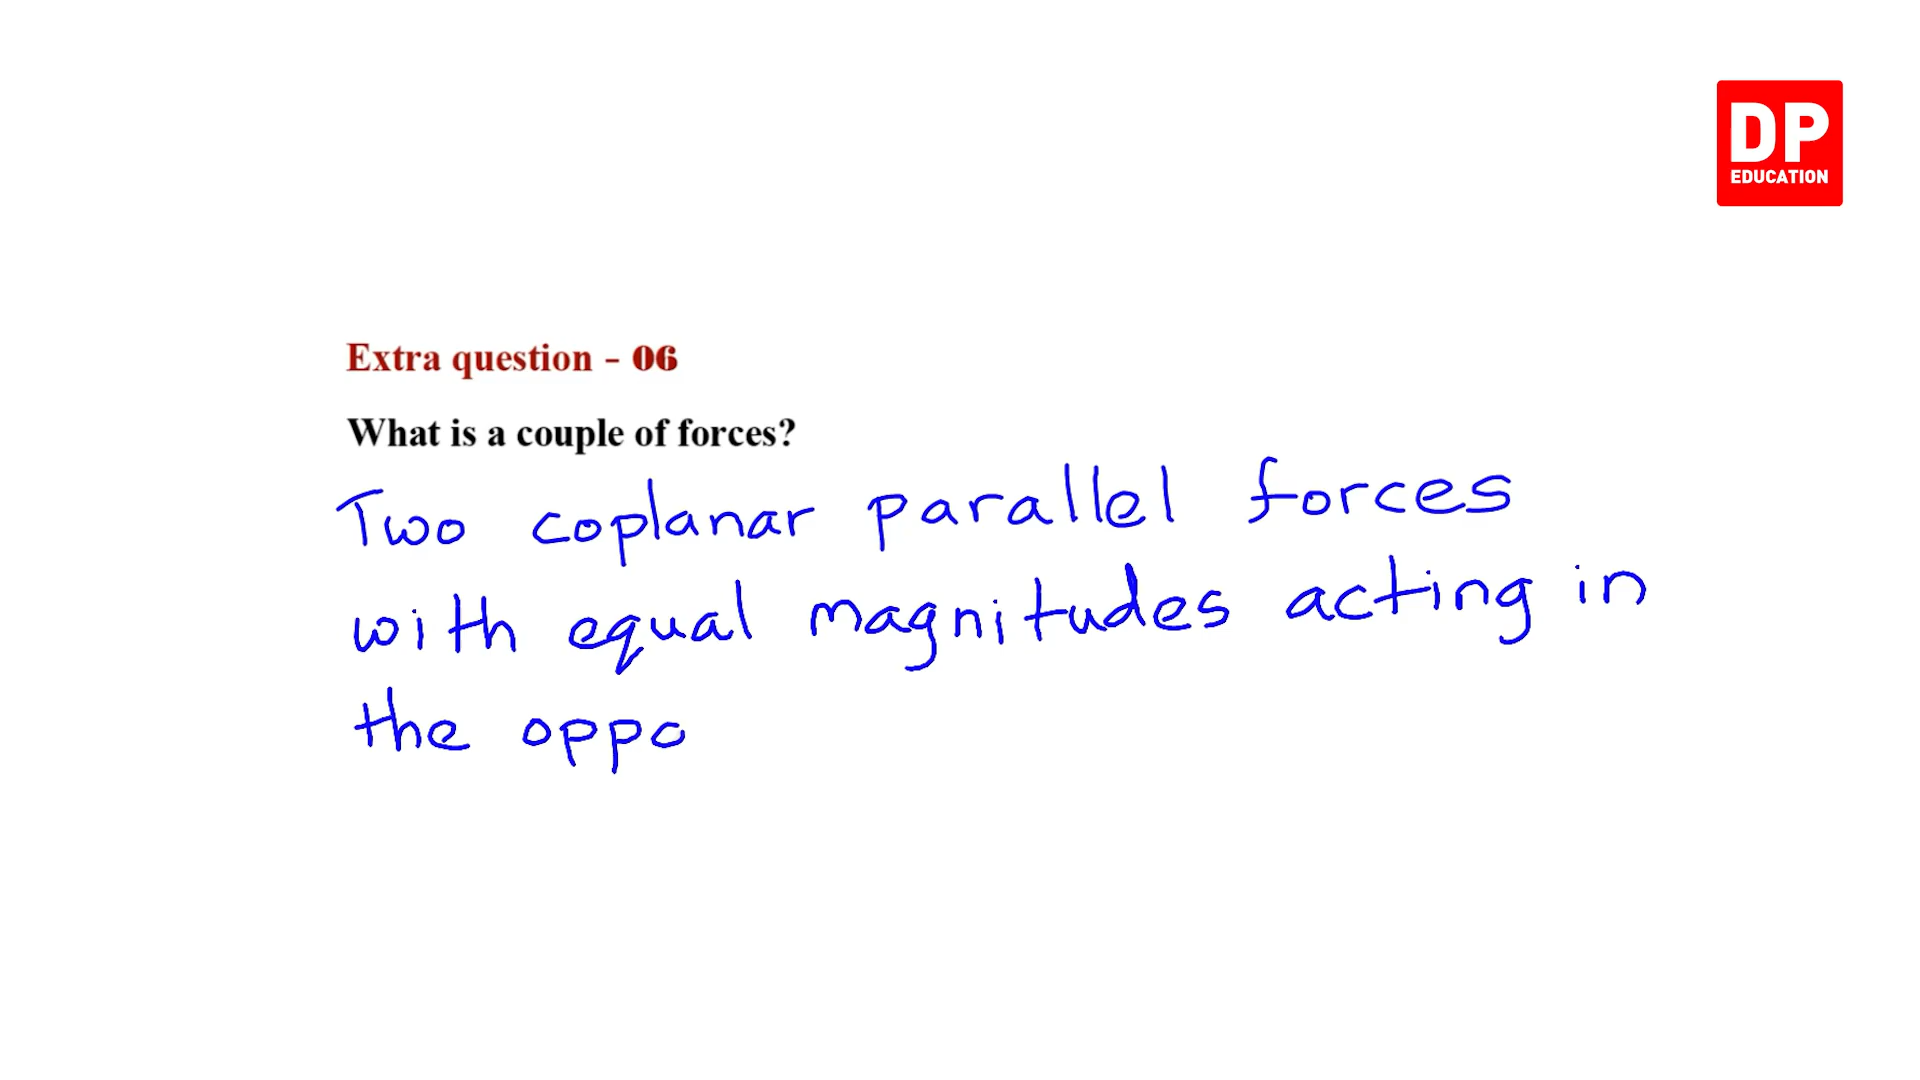 DP
EDUCATION
Extra question - 06
What is a couple of forces?
Two coplanar parallel forces
with equal magnitudes acting in
the oppo